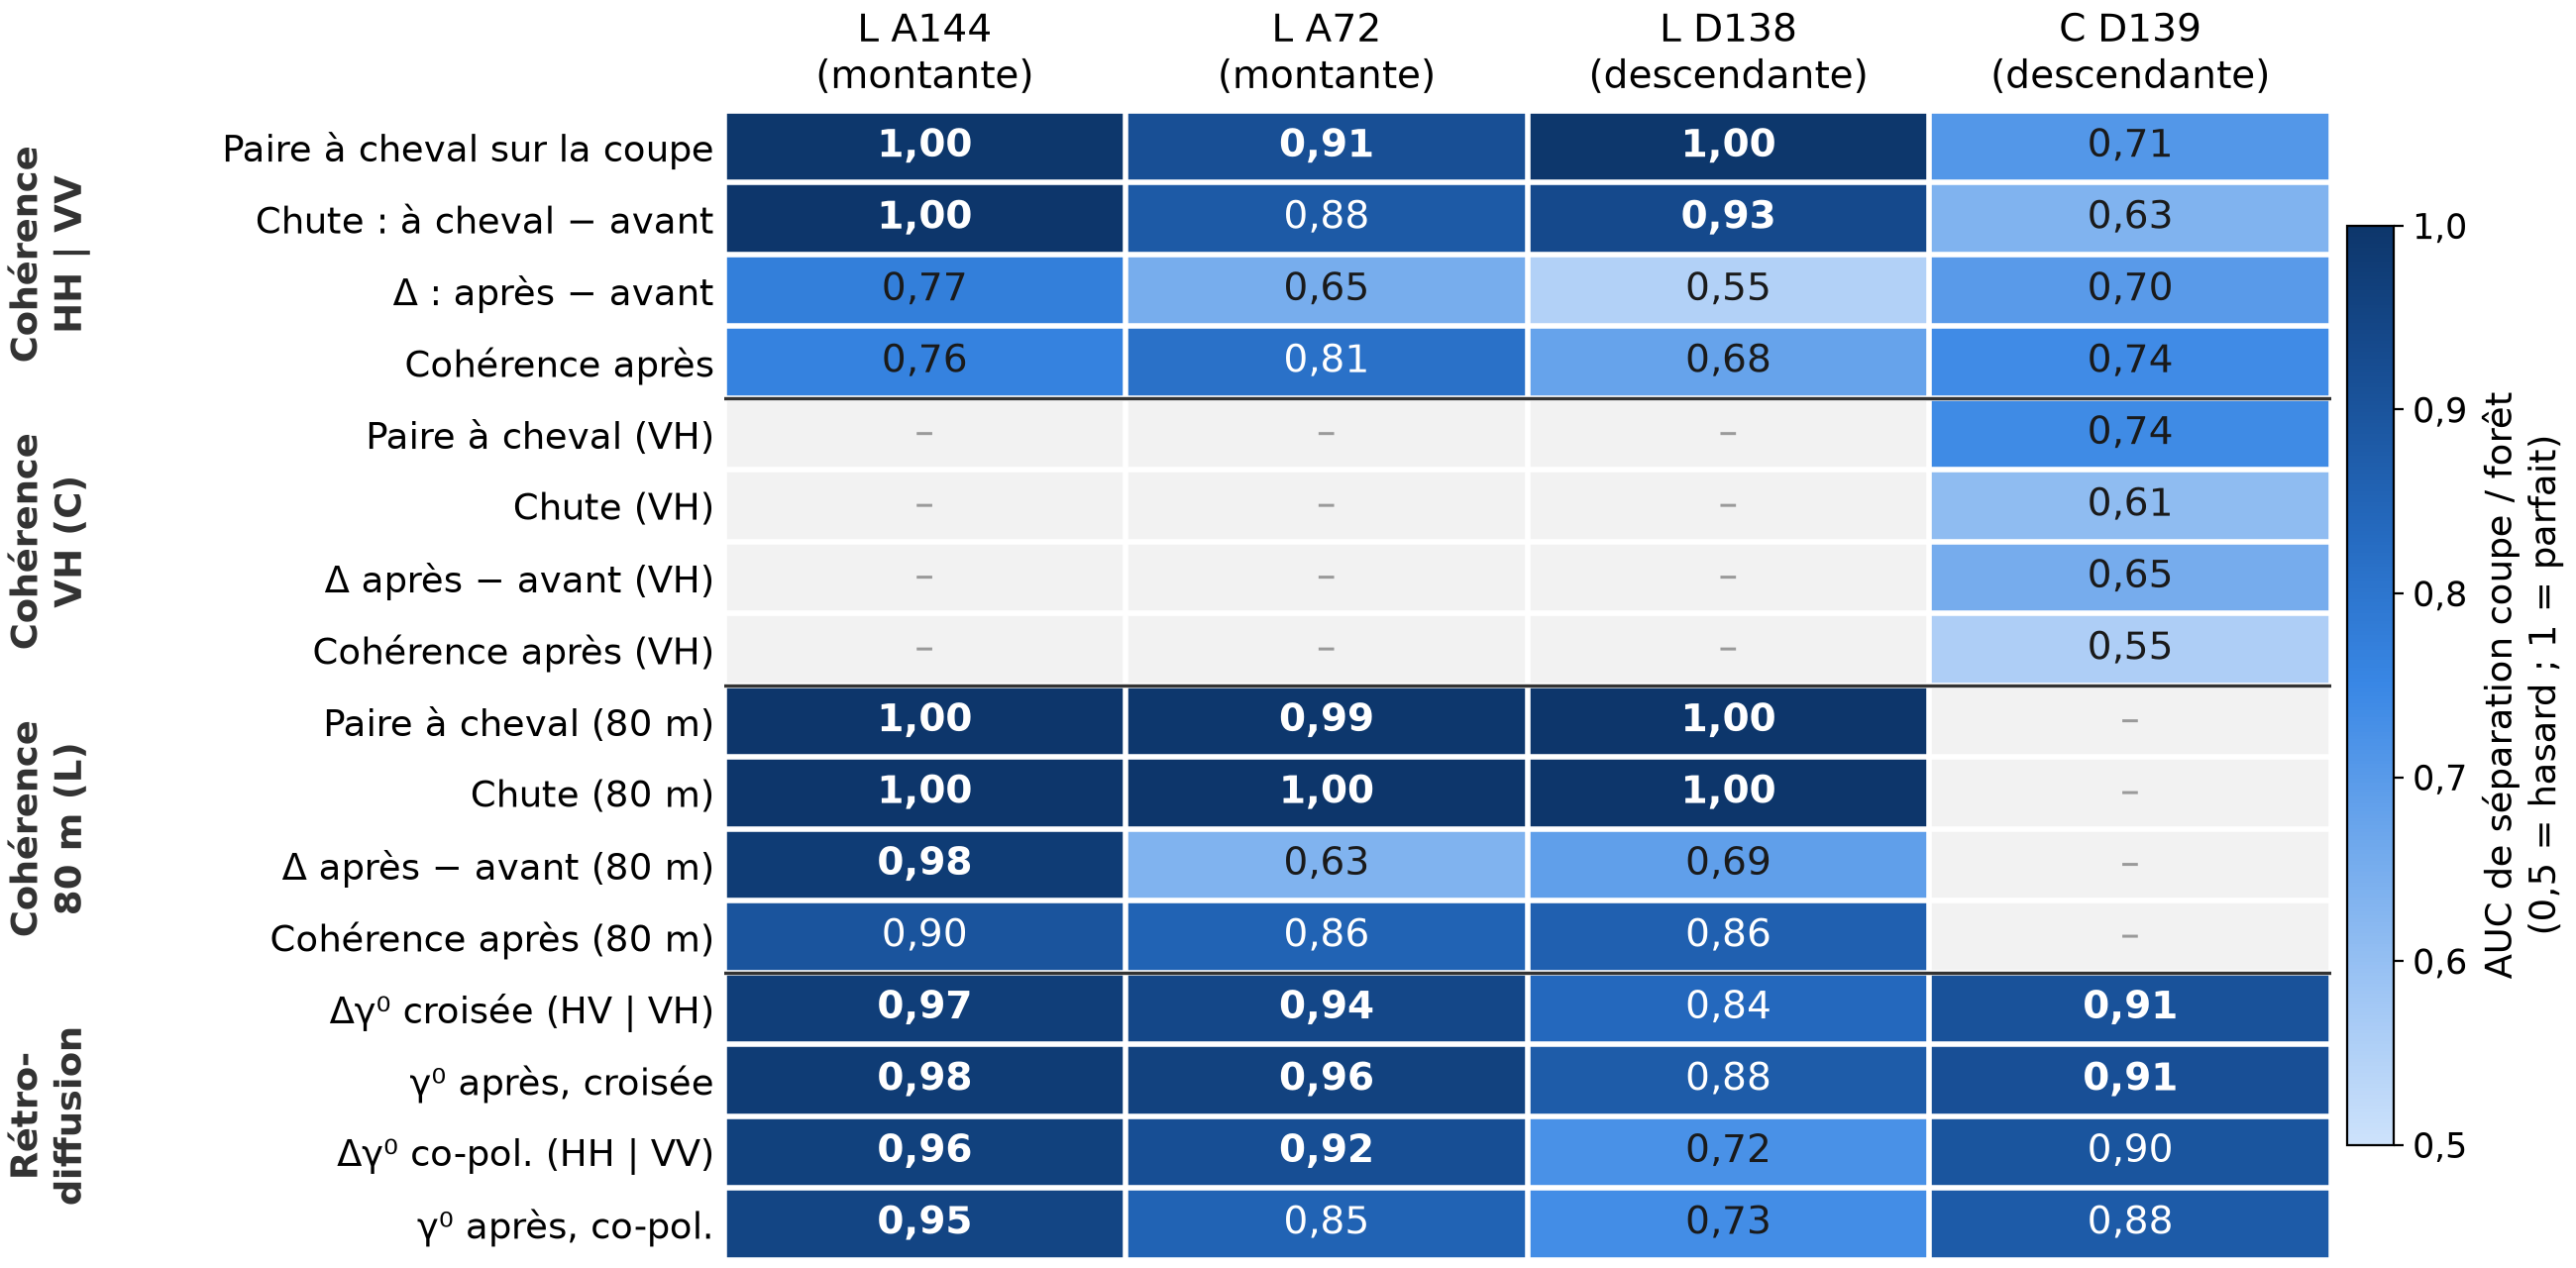 L A144
(montante)
L A72
(montante)
L D138
(descendante)
C D139
(descendante)
Cohérence
HH | VV
Paire à cheval sur la coupe 1,00 0,91 1,00 0,71
Chute : à cheval − avant 1,00 0,88 0,93 0,63
Δ : après − avant 0,77 0,65 0,55 0,70
Cohérence après 0,76 0,81 0,68 0,74
Cohérence
VH (C)
Paire à cheval (VH) – – – 0,74
Chute (VH) – – – 0,61
Δ après − avant (VH) – – – 0,65
Cohérence après (VH) – – – 0,55
Cohérence
80 m (L)
Paire à cheval (80 m) 1,00 0,99 1,00 –
Chute (80 m) 1,00 1,00 1,00 –
Δ après − avant (80 m) 0,98 0,63 0,69 –
Cohérence après (80 m) 0,90 0,86 0,86 –
Rétro-
diffusion
Δγ⁰ croisée (HV | VH) 0,97 0,94 0,84 0,91
γ⁰ après, croisée 0,98 0,96 0,88 0,91
Δγ⁰ co-pol. (HH | VV) 0,96 0,92 0,72 0,90
γ⁰ après, co-pol. 0,95 0,85 0,73 0,88
1,0
0,9
0,8
0,7
0,6
0,5
AUC de séparation coupe / forêt
(0,5 = hasard ; 1 = parfait)